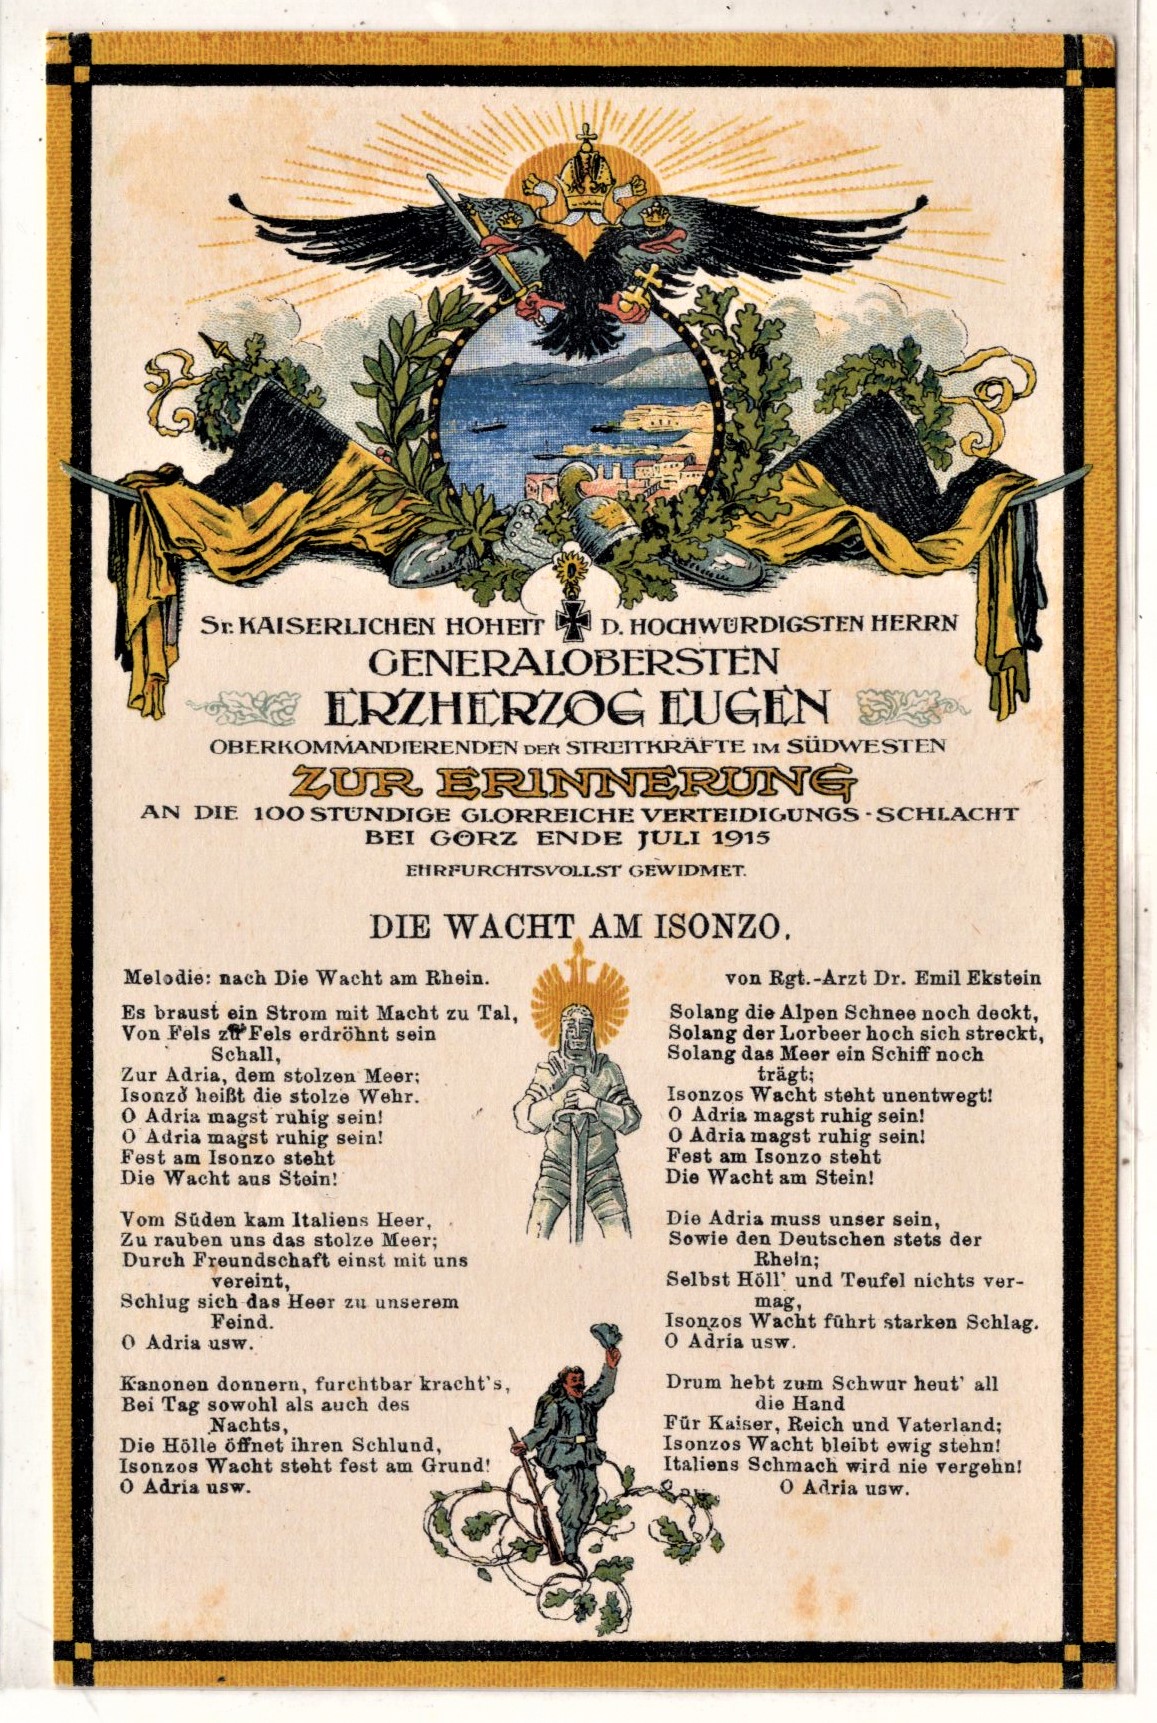 Sr. KAISERLICHEN HOHEIT D. HOCHWÜRDIGSTEN HERRN
GENERALOBERSTEN
ERZHERZOG EUGEN
OBERKOMMANDIERENDEN DER STREITKRÄFTE IM SÜDWESTEN
ZUR ERINNERUNG
AN DIE 100 STÜNDIGE GLORREICHE VERTEIDIGUNGS-SCHLACHT
BEI GÖRZ ENDE JULI 1915
EHRFURCHTSVOLLST GEWIDMET.
DIE WACHT AM ISONZO.
Melodie: nach Die Wacht am Rhein.
von Rgt.-Arzt Dr. Emil Ekstein
Es braust ein Strom mit Macht zu Tal,
Von Fels zu Fels erdröhnt sein
Schall,
Zur Adria, dem stolzen Meer;
Isonzo heißt die stolze Wehr.
O Adria magst ruhig sein!
O Adria magst ruhig sein!
Fest am Isonzo steht
Die Wacht aus Stein!
Vom Süden kam Italiens Heer,
Zu rauben uns das stolze Meer;
Durch Freundschaft einst mit uns
vereint,
Schlug sich das Heer zu unserem
Feind.
O Adria usw.
Kanonen donnern, furchtbar kracht's,
Bei Tag sowohl als auch des
Nachts,
Die Hölle öffnet ihren Schlund,
Isonzos Wacht steht fest am Grund!
O Adria usw.
Solang die Alpen Schnee noch deckt,
Solang der Lorbeer hoch sich streckt,
Solang das Meer ein Schiff noch
trägt;
Isonzos Wacht steht unentwegt!
O Adria magst ruhig sein!
O Adria magst ruhig sein!
Fest am Isonzo steht
Die Wacht am Stein!
Die Adria muss unser sein,
Sowie den Deutschen stets der
Rhein;
Selbst Höll' und Teufel nichts ver-
mag,
Isonzos Wacht führt starken Schlag.
O Adria usw.
Drum hebt zum Schwur heut' all
die Hand
Für Kaiser, Reich und Vaterland;
Isonzos Wacht bleibt ewig stehn!
Italiens Schmach wird nie vergehn!
O Adria usw.